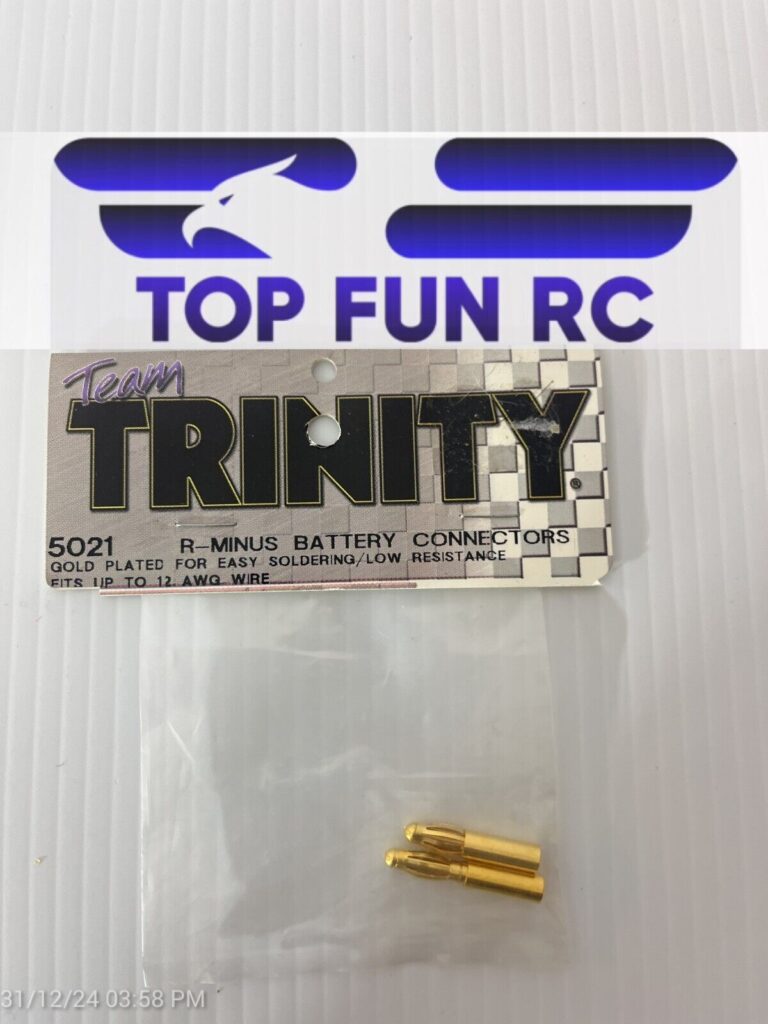 TOP FUN RC
Team
TRINITY®
5021 R-MINUS BATTERY CONNECTORS
GOLD PLATED FOR EASY SOLDERING/LOW RESISTANCE
FITS UP TO 12 AWG WIRE
31/12/24 03:58 PM